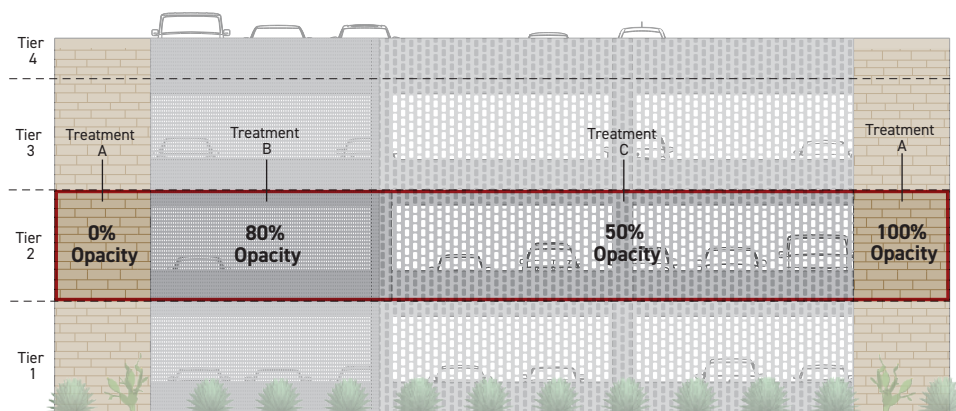 Tier
4
Tier
3
Treatment
A
Treatment
B
Treatment
C
Treatment
A
Tier
2
0%
Opacity
80%
Opacity
50%
Opacity
100%
Opacity
Tier
1